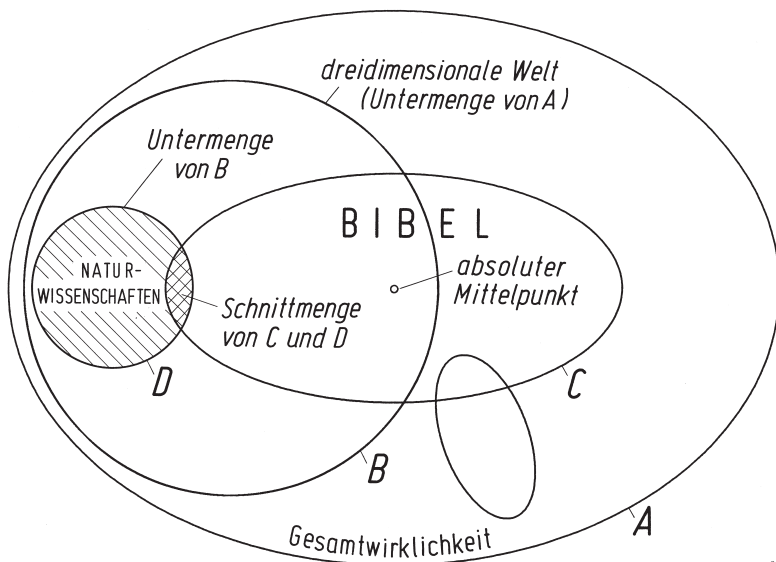 dreidimensionale Welt
(Untermenge von A)
Untermenge
von B
BIBEL
NATUR-
WISSENSCHAFTEN
absoluter
Mittelpunkt
Schnittmenge
von C und D
D
C
B
A
Gesamtwirklichkeit